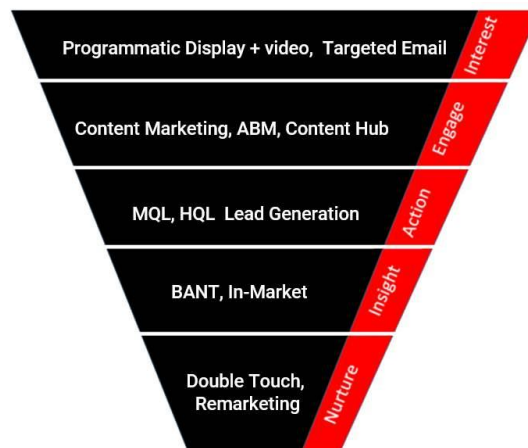 Programmatic Display + video, Targeted Email
Interest
Content Marketing, ABM, Content Hub
Engage
MQL, HQL Lead Generation
Action
BANT, In-Market
Insight
Double Touch,
Remarketing
Nurture